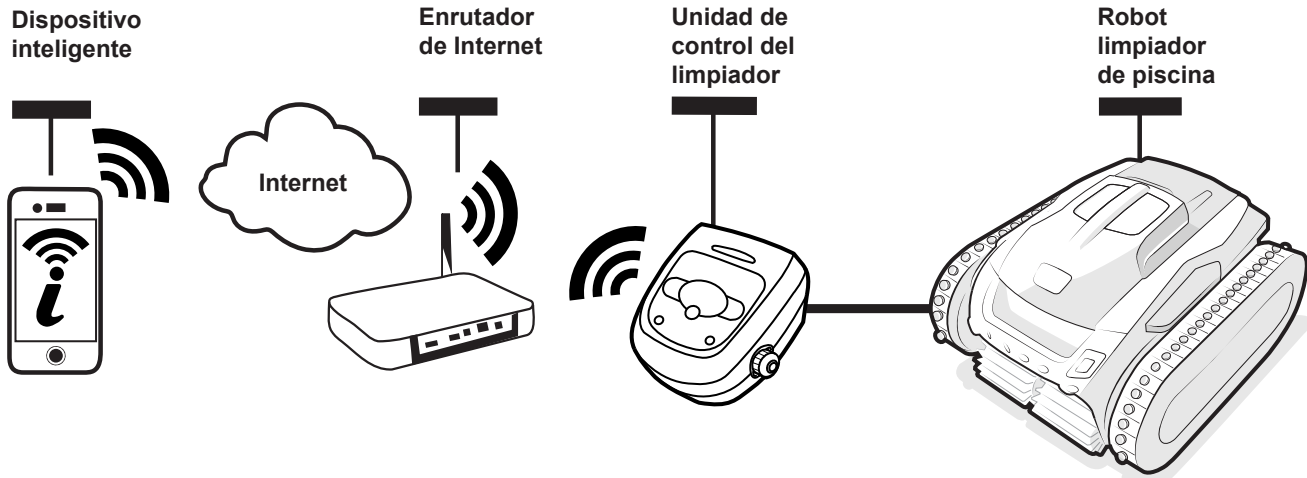 Dispositivo
inteligente
Enrutador
de Internet
Unidad de
control del
limpiador
Robot
limpiador
de piscina
Internet
i